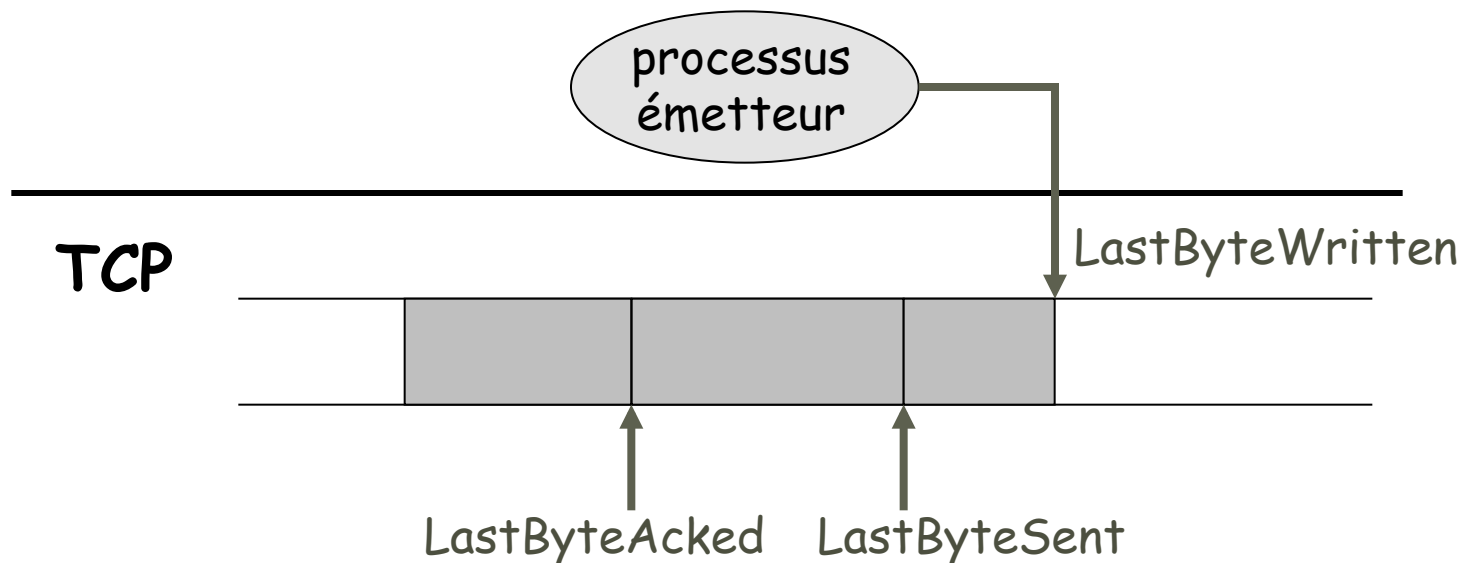 processus
émetteur
TCP
LastByteWritten
LastByteAcked
LastByteSent